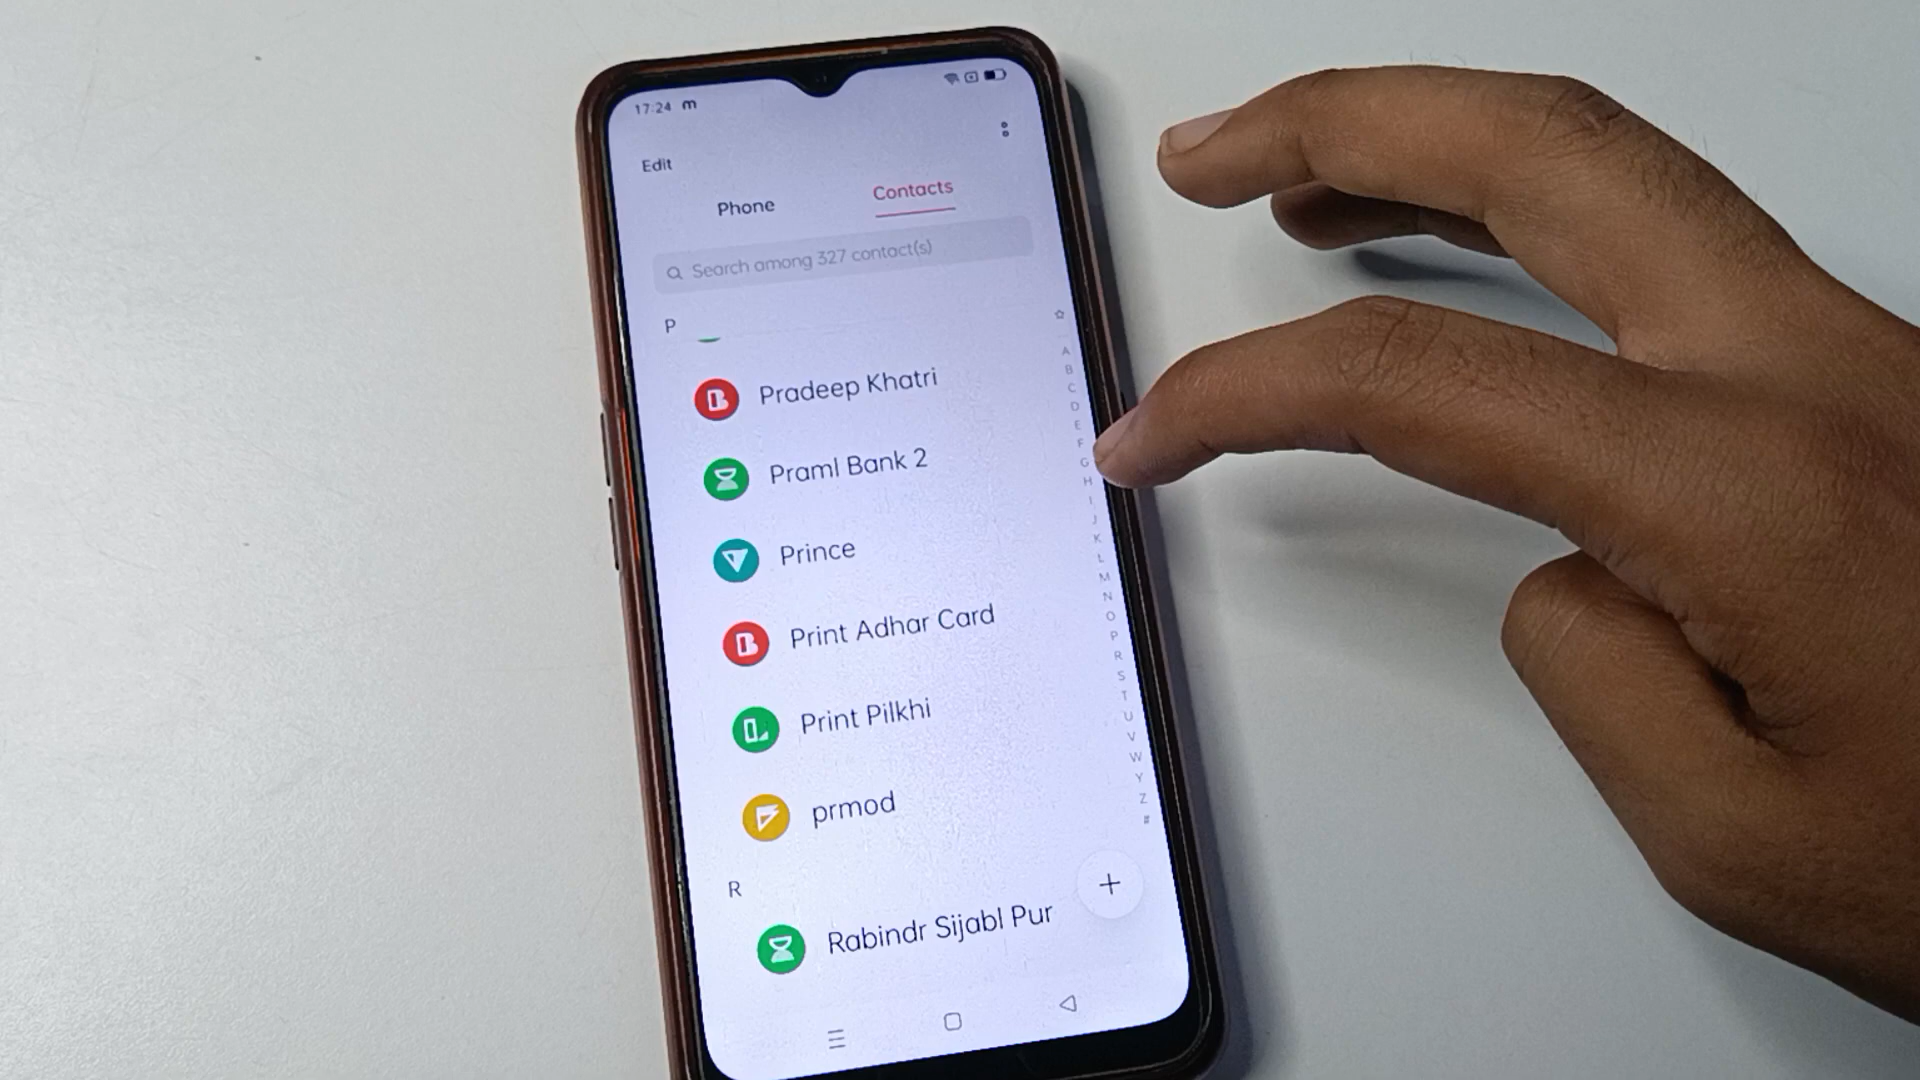 17:24 m
Edit
Phone Contacts
Search among 327 contact(s)
P
Pradeep Khatri
Praml Bank 2
Prince
Print Adhar Card
Print Pilkhi
prmod
R
Rabindr Sijabl Pur
A
B
C
D
E
F
G
H
I
J
K
L
M
N
O
P
R
S
T
U
V
W
Y
Z
#